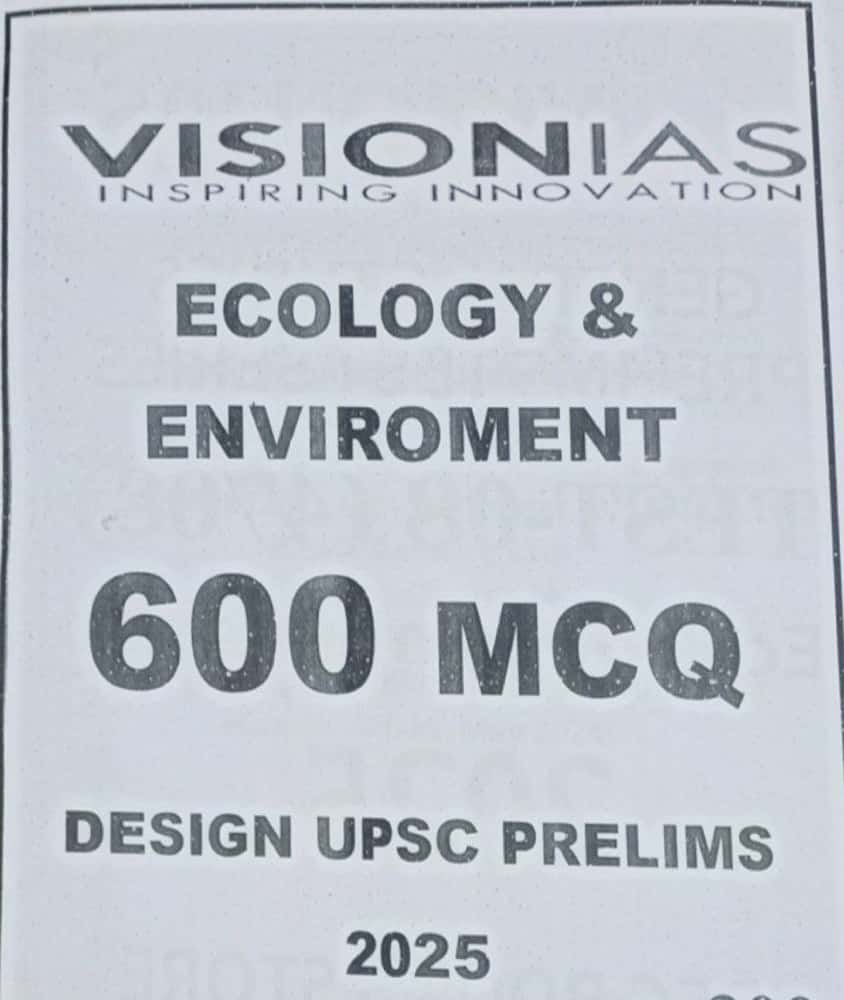 VISIONIAS
INSPIRING INNOVATION
ECOLOGY &
ENVIROMENT
600 MCQ
DESIGN UPSC PRELIMS
2025